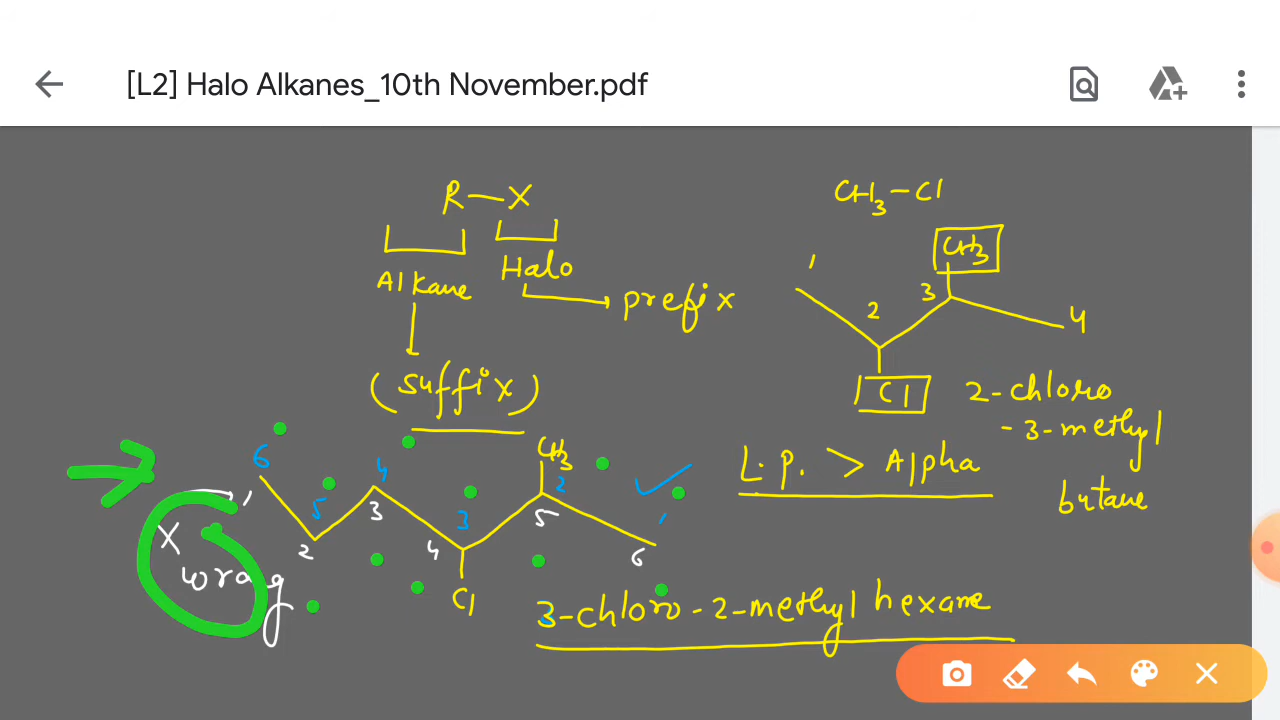 [L2] Halo Alkanes_10th November.pdf
R—X
Alkane
Halo
prefix
(suffix)
CH3—Cl
CH3
1
2
3
4
Cl
2-chloro
-3-methyl
butane
L.p. > Alpha
CH3
6 5 4 3 2 1
1 2 3 4 5 6
Cl
X
wrong
3-chloro-2-methyl hexane